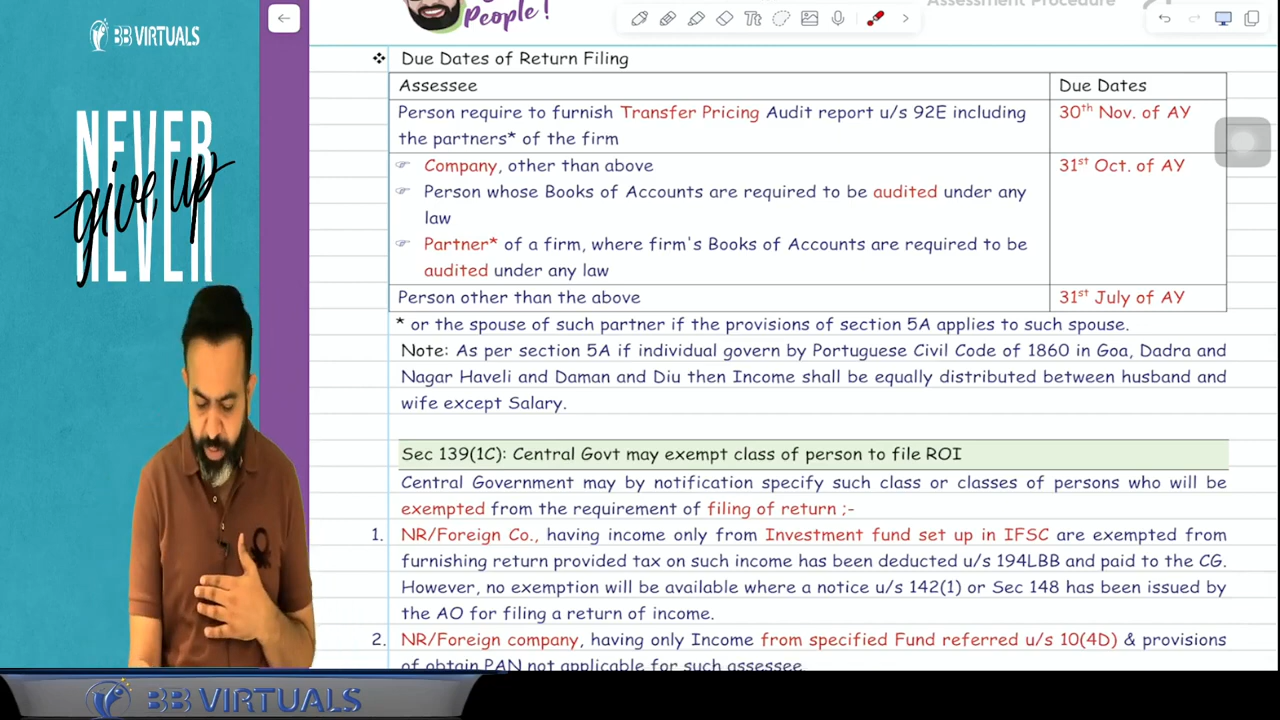 BB VIRTUALS
NEVER
give up
NEVER
People!
Assessment Procedure
❖ Due Dates of Return Filing
Assessee Due Dates
Person require to furnish Transfer Pricing Audit report u/s 92E including 30th Nov. of AY
the partners* of the firm
☞ Company, other than above 31st Oct. of AY
☞ Person whose Books of Accounts are required to be audited under any
law
☞ Partner* of a firm, where firm's Books of Accounts are required to be
audited under any law
Person other than the above 31st July of AY
* or the spouse of such partner if the provisions of section 5A applies to such spouse.
Note: As per section 5A if individual govern by Portuguese Civil Code of 1860 in Goa, Dadra and
Nagar Haveli and Daman and Diu then Income shall be equally distributed between husband and
wife except Salary.
Sec 139(1C): Central Govt may exempt class of person to file ROI
Central Government may by notification specify such class or classes of persons who will be
exempted from the requirement of filing of return ;-
1. NR/Foreign Co., having income only from Investment fund set up in IFSC are exempted from
furnishing return provided tax on such income has been deducted u/s 194LBB and paid to the CG.
However, no exemption will be available where a notice u/s 142(1) or Sec 148 has been issued by
the AO for filing a return of income.
2. NR/Foreign company, having only Income from specified Fund referred u/s 10(4D) & provisions
of obtain PAN not applicable for such assessee.
BB VIRTUALS